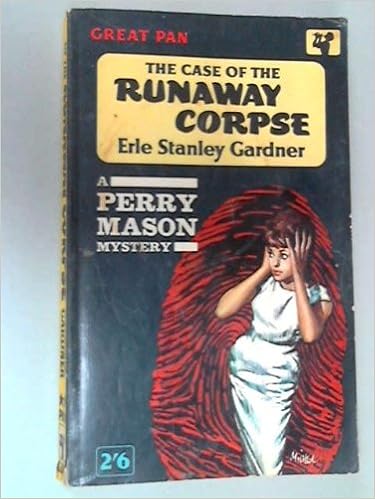 GREAT PAN
THE CASE OF THE
RUNAWAY
CORPSE
Erle Stanley Gardner
A
PERRY
MASON
MYSTERY
2'6